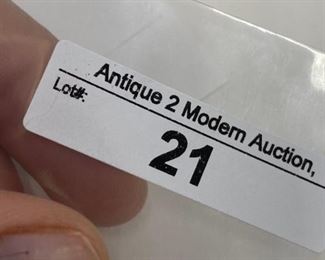 Antique 2 Modern Auction,
Lot#:
21